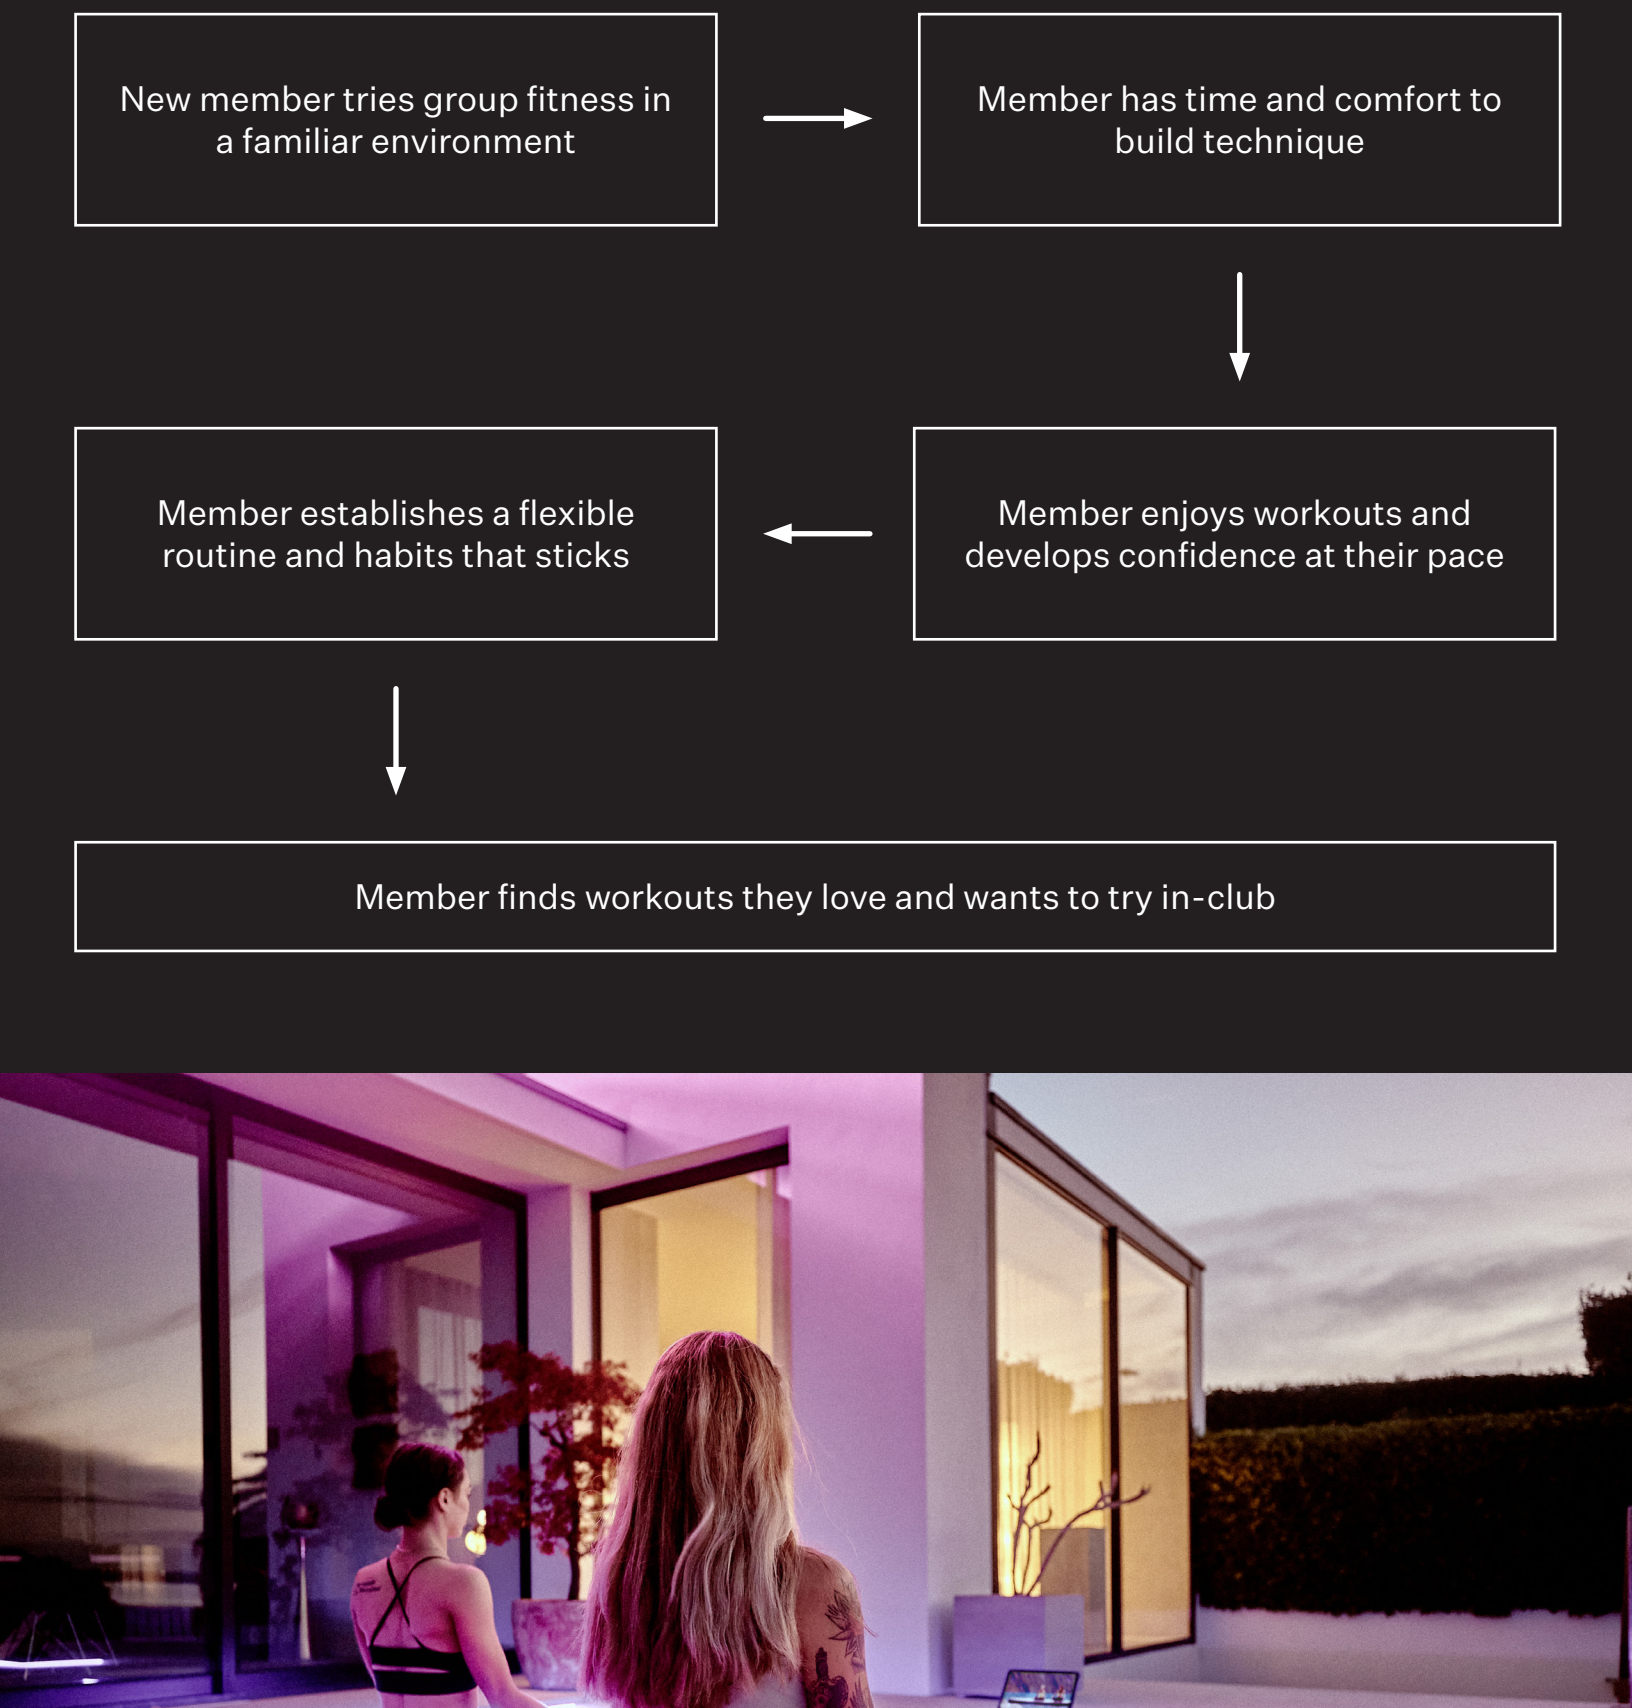 New member tries group fitness in
a familiar environment
Member has time and comfort to
build technique
Member enjoys workouts and
develops confidence at their pace
Member establishes a flexible
routine and habits that sticks
Member finds workouts they love and wants to try in-club